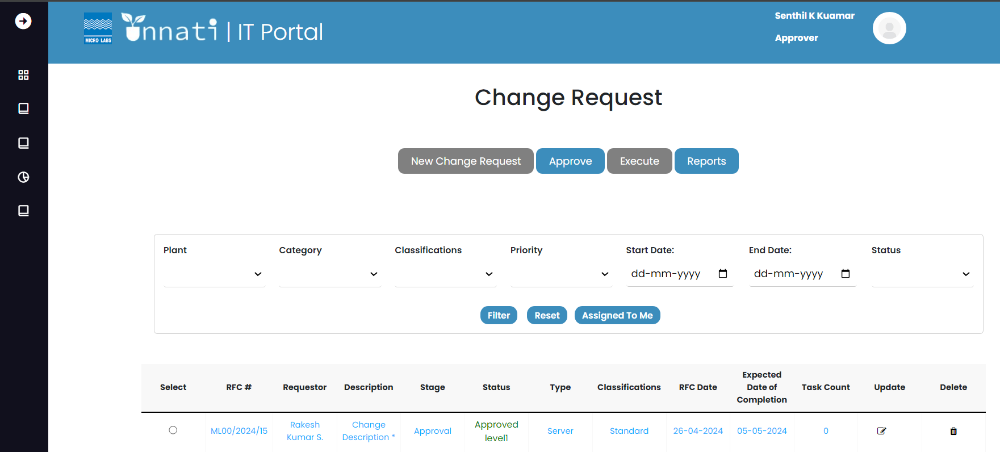 MICRO LABS
unnati | IT Portal
Senthil K Kuamar
Approver
Change Request
New Change Request Approve Execute Reports
Plant Category Classifications Priority Start Date: End Date: Status
dd-mm-yyyy dd-mm-yyyy
Filter Reset Assigned To Me
Select RFC # Requestor Description Stage Status Type Classifications RFC Date Expected Date of Completion Task Count Update Delete
ML00/2024/15 Rakesh Kumar S. Change Description * Approval Approved level1 Server Standard 26-04-2024 05-05-2024 0